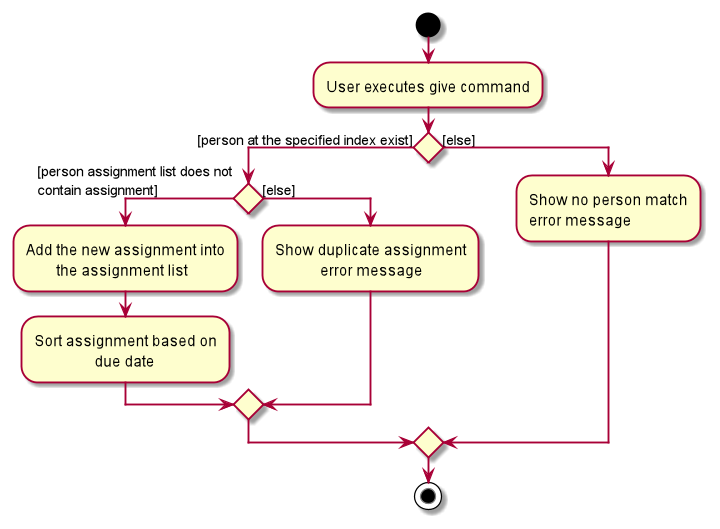 User executes give command
[person at the specified index exist]
[else]
[person assignment list does not
contain assignment]
[else]
Show no person match
error message
Add the new assignment into
the assignment list
Show duplicate assignment
error message
Sort assignment based on
due date